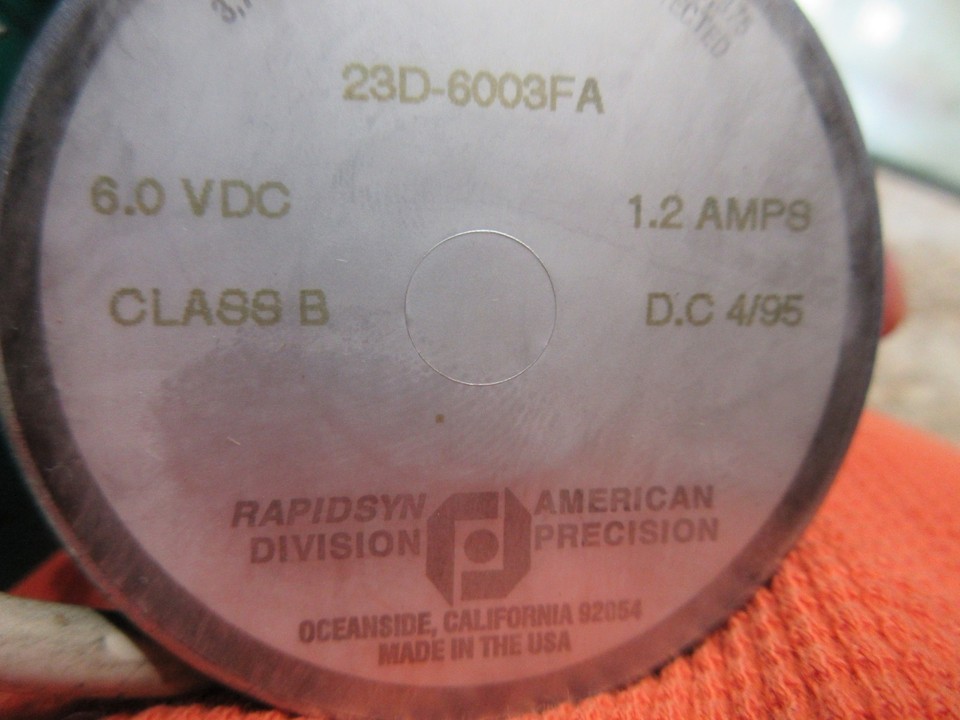 23D-6003FA
6.0 VDC 1.2 AMPS
CLASS B D.C 4/95
RAPIDSYN AMERICAN
DIVISION PRECISION
OCEANSIDE, CALIFORNIA 92054
MADE IN THE USA